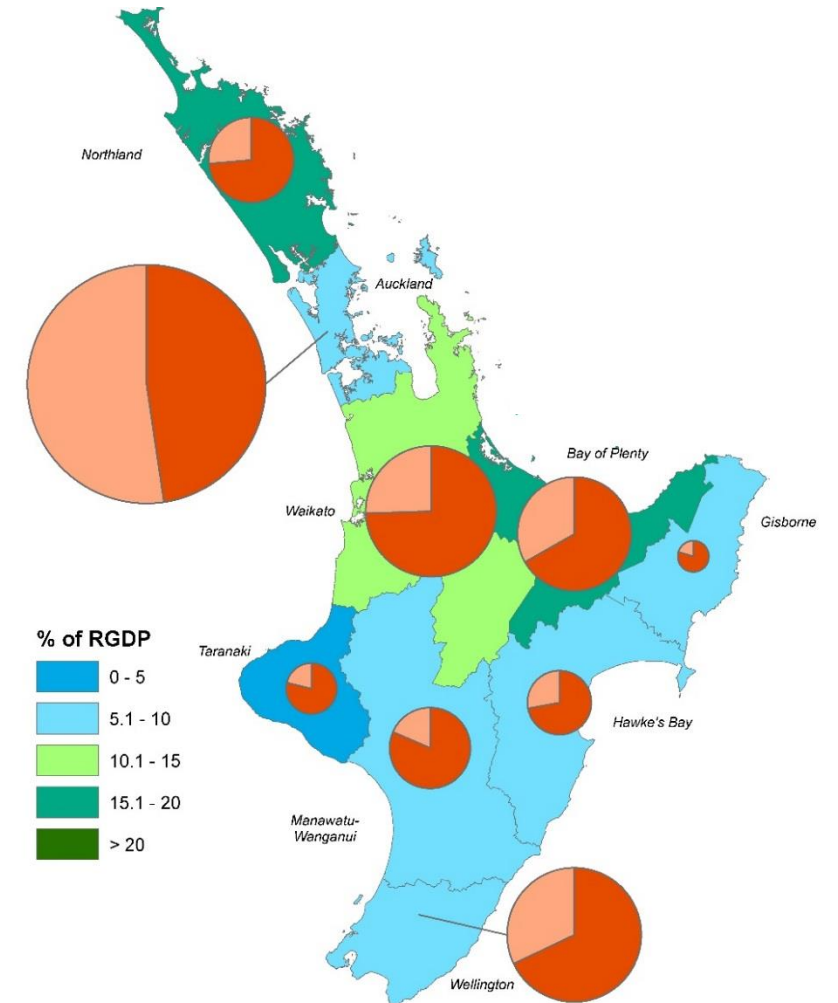 Northland
Auckland
Bay of Plenty
Waikato
Gisborne
% of RGDP
0 - 5
5.1 - 10
10.1 - 15
15.1 - 20
> 20
Taranaki
Hawke's Bay
Manawatu-
Wanganui
Wellington